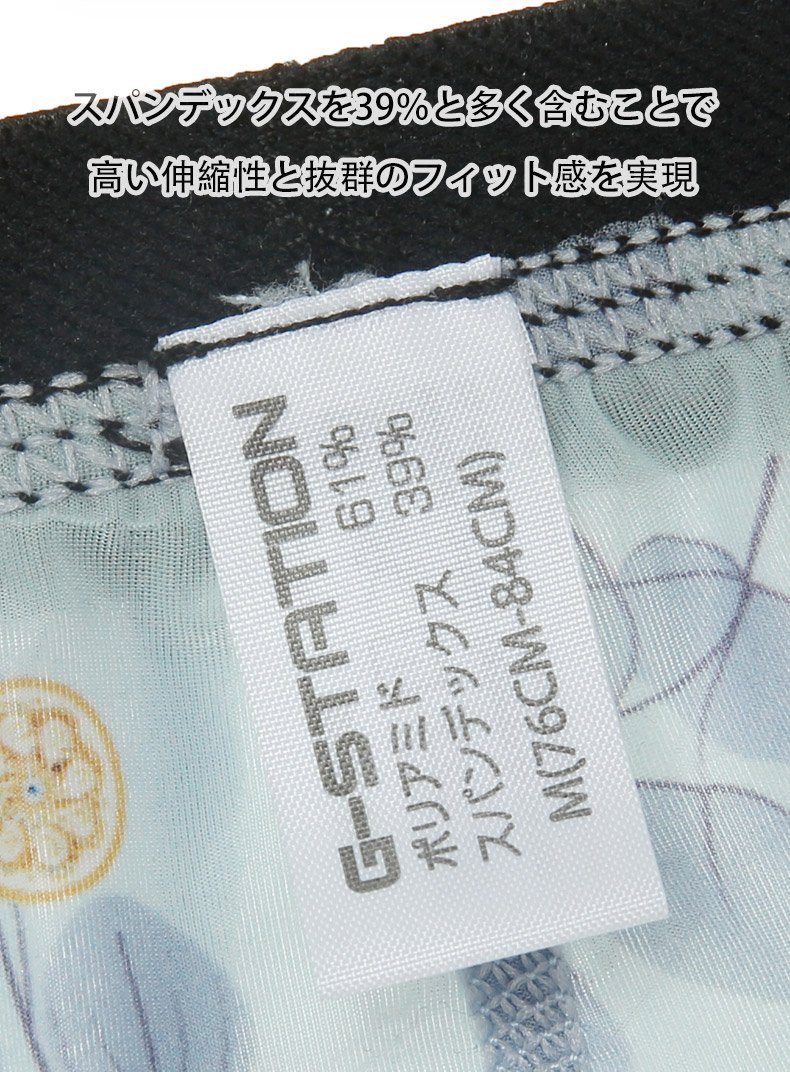 スパンデックスを39%と多く含むことで
高い伸縮性と抜群のフィット感を実現
G-STATION
ポリアミド 61%
スパンデックス 39%
M(76CM-84CM)